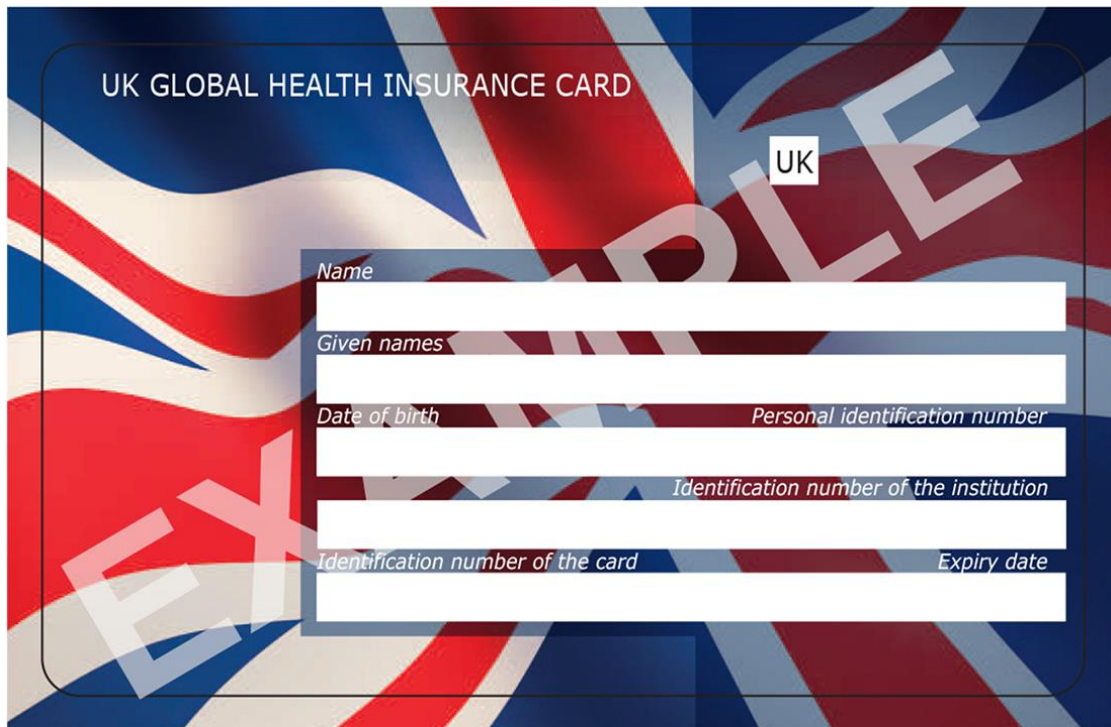 UK GLOBAL HEALTH INSURANCE CARD
UK
Name
Given names
Date of birth Personal identification number
Identification number of the institution
Identification number of the card Expiry date
EXAMPLE